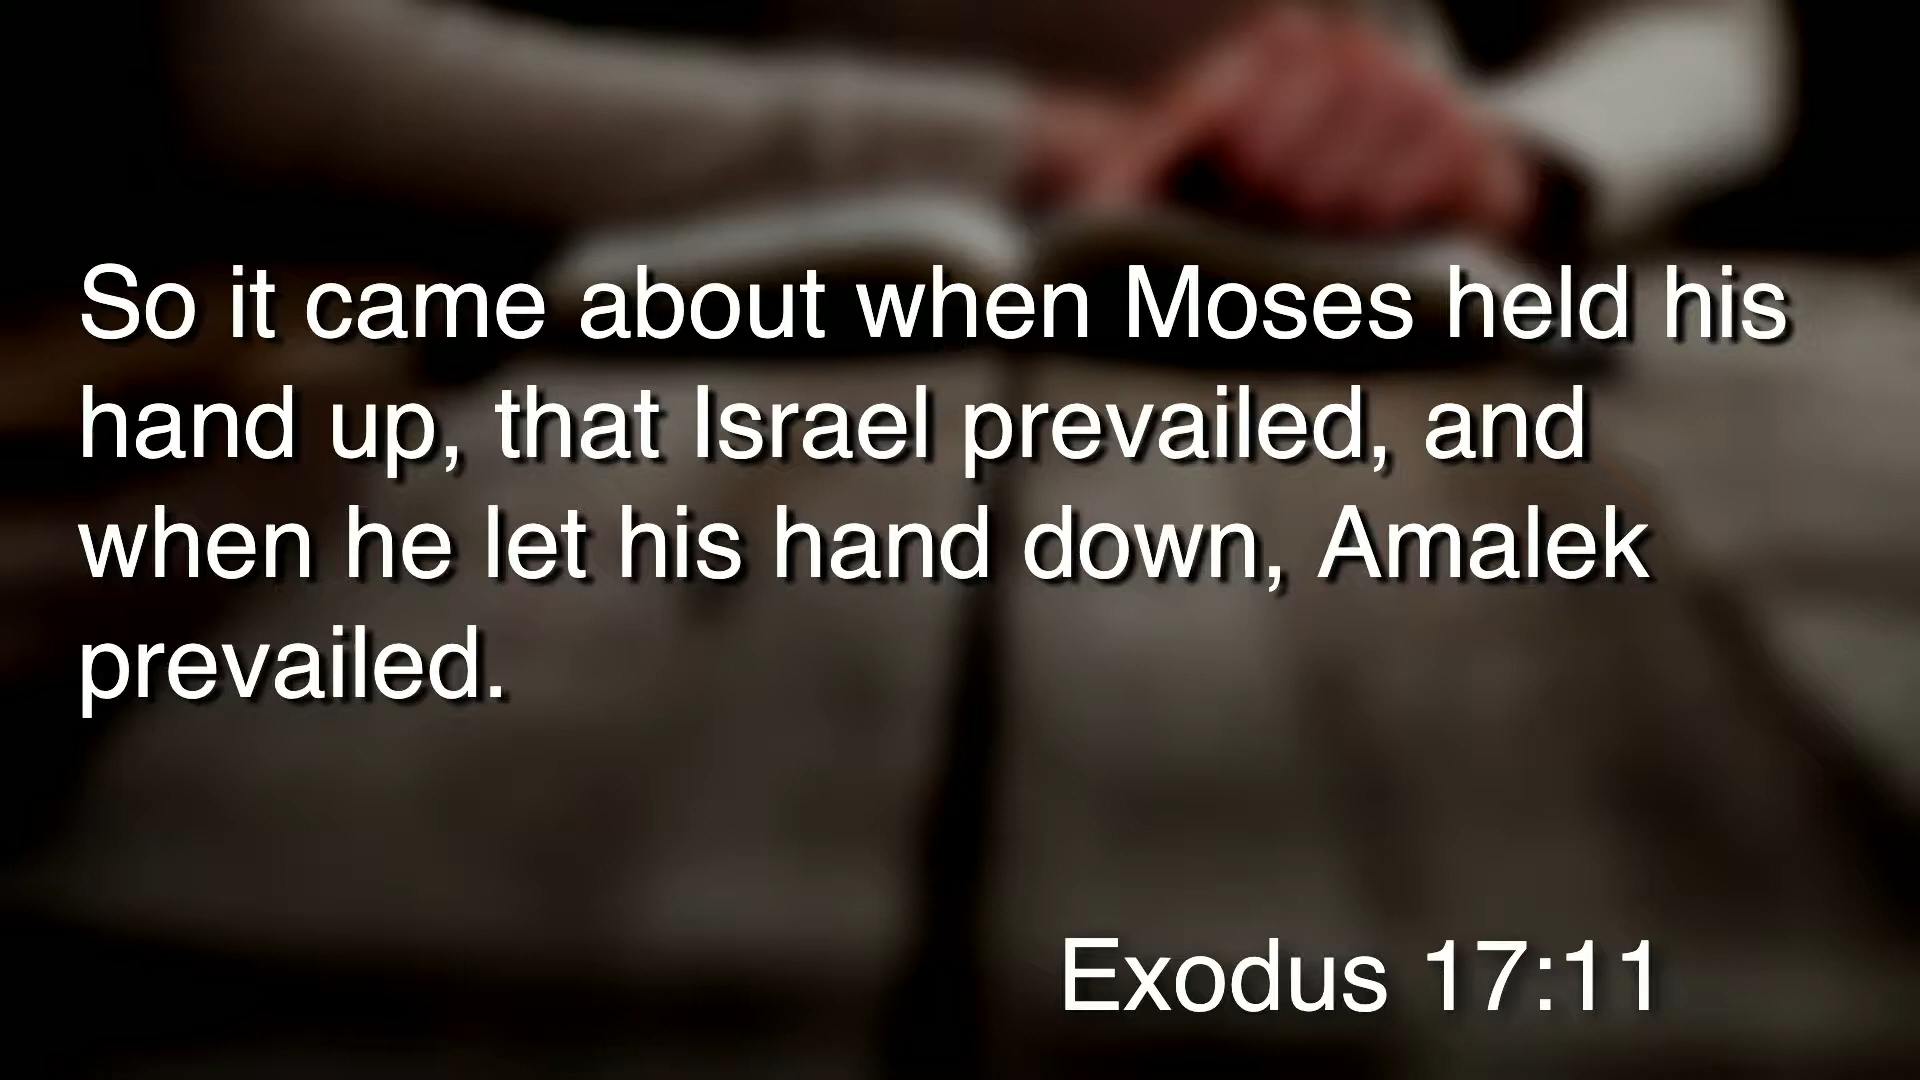 So it came about when Moses held his
hand up, that Israel prevailed, and
when he let his hand down, Amalek
prevailed.
Exodus 17:11